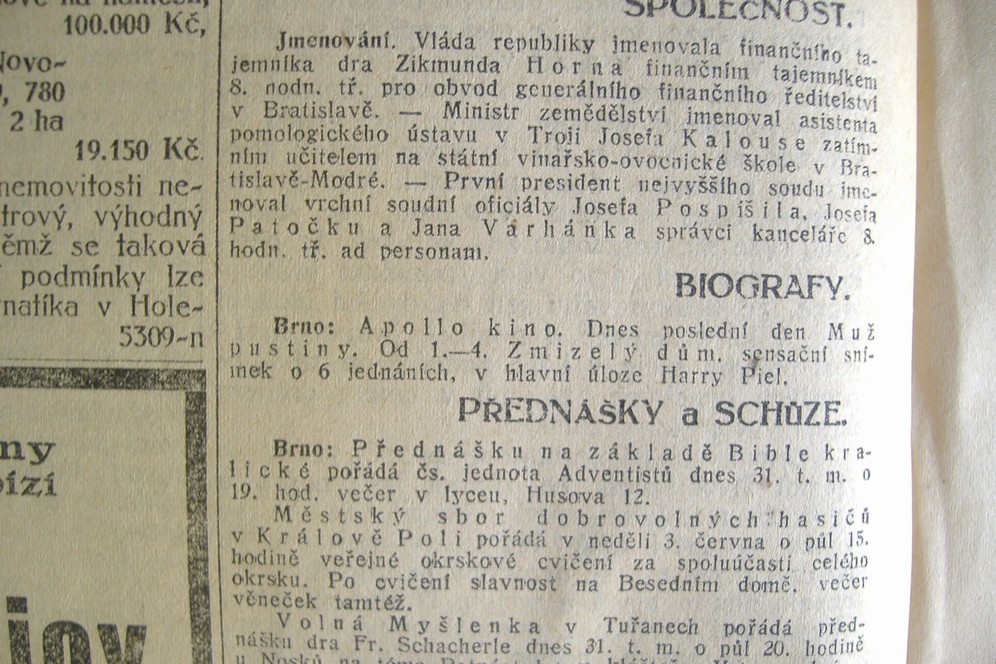 100.000 Kč,
780
2 ha
19.150 Kč.
nemovitosti ne-
trový, výhodný
ěmž se taková
podmínky lze
natíka v Hole-
5309-n
ny
bízí
SPOLEČNOST.
Jmenování. Vláda republiky jmenovala finančního ta-
jemníka dra Zikmunda Horna finančním tajemníkem
8. nodn. tř. pro obvod generálního finančního ředitelství
v Bratislavě. — Ministr zemědělství jmenoval asistenta
pomologického ústavu v Troji Josefa Kalouse zatím-
ním učitelem na státní vinařsko-ovocnické škole v Bra-
tislavě-Modré. — První president nejvyššího soudu jme-
noval vrchní soudní oficiály Josefa Pospíšila, Josefa
Patočku a Jana Várhánka správci kanceláře 8.
hodn. tř. ad personam.
BIOGRAFY.
Brno: Apollo kino. Dnes poslední den Muž
pustiny. Od 1.—4. Zmizelý dům, sensační sní-
mek o 6 jednáních, v hlavní úloze Harry Piel.
PŘEDNÁŠKY a SCHŮZE.
Brno: Přednášku na základě Bible kra-
lické pořádá čs. jednota Adventistů dnes 31. t. m. o
19. hod. večer v lyceu, Husova 12.
Městský sbor dobrovolných hasičů
v Králově Poli pořádá v neděli 3. června o půl 15.
hodině veřejné okrskové cvičení za spoluúčasti celého
okrsku. Po cvičení slavnost na Besedním domě, večer
věneček tamtéž.
Volná Myšlenka v Tuřanech pořádá před-
nášku dra Fr. Schacherle dnes 31. t. m. o půl 20. hodině
u Nosků na téma